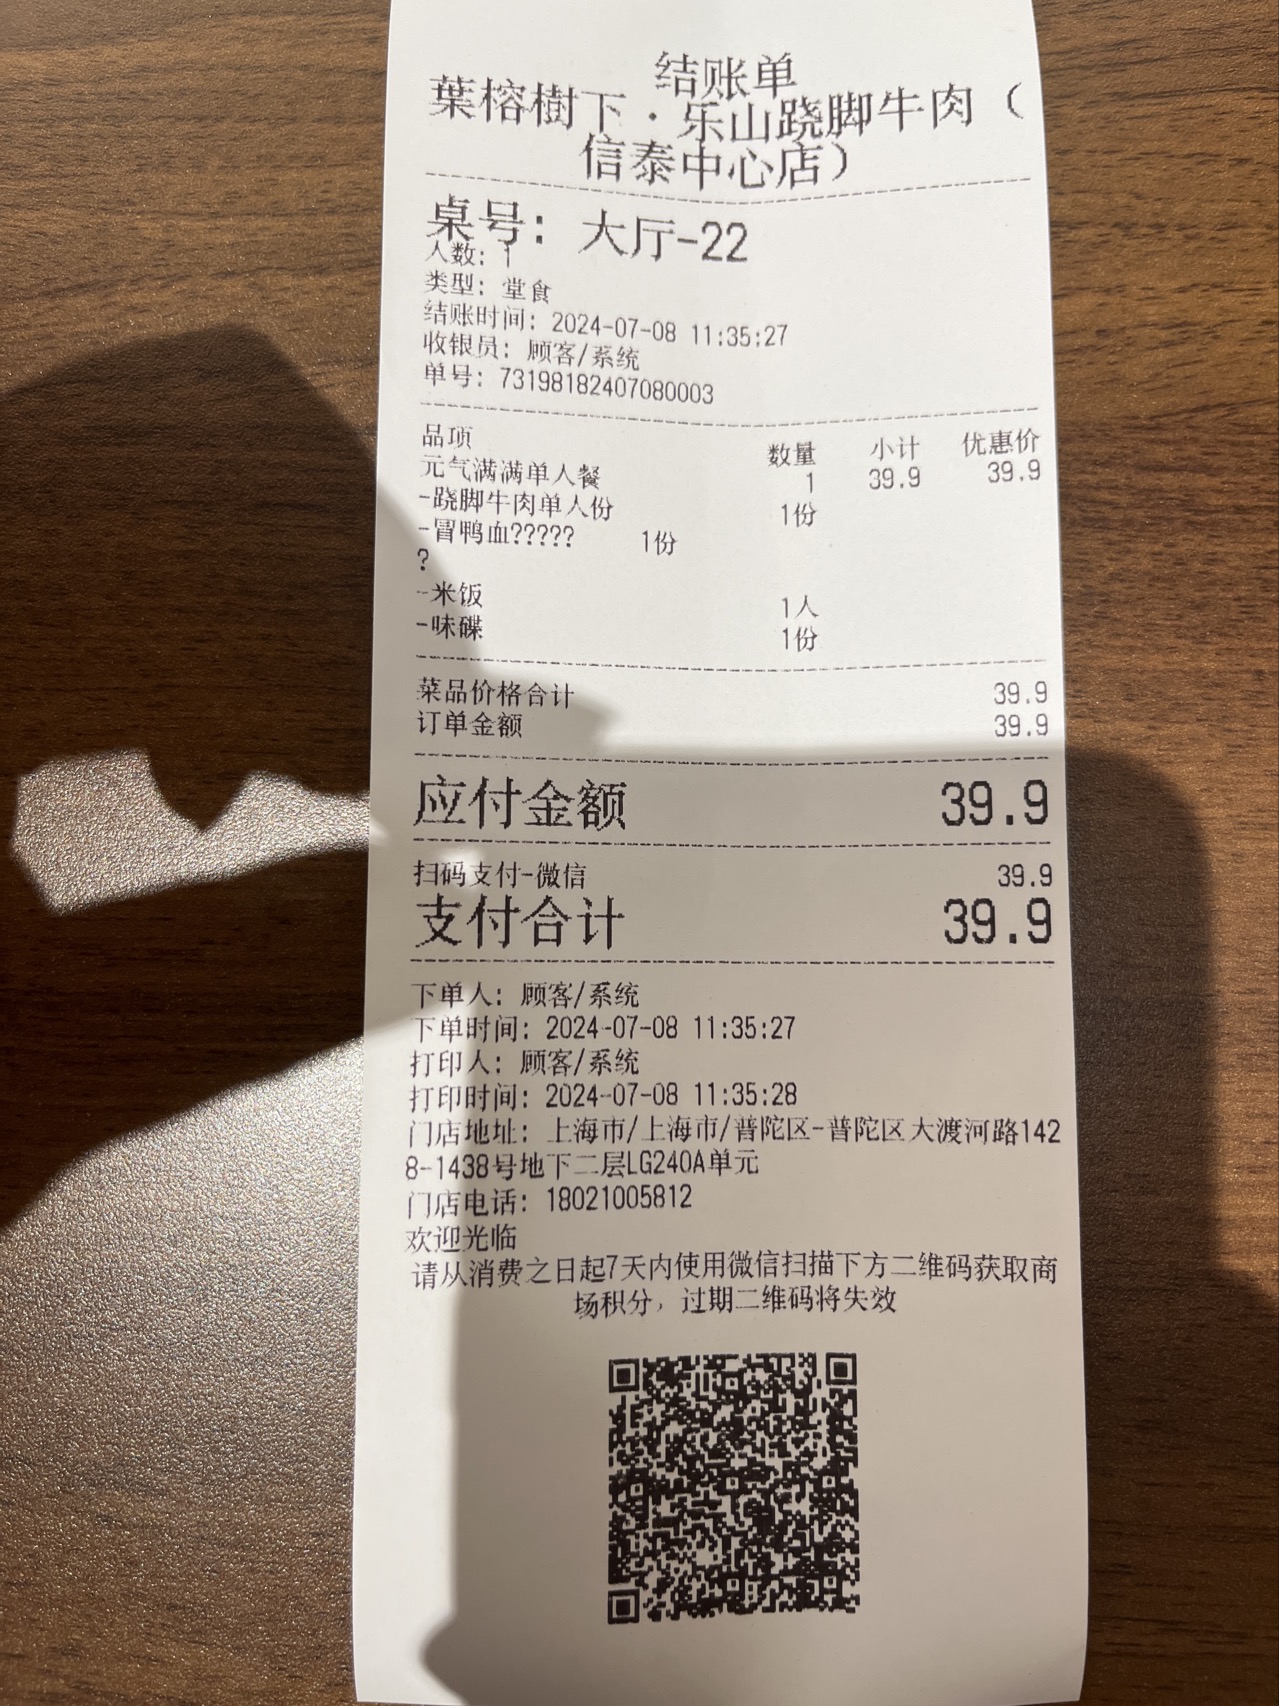 结账单
葉榕樹下·乐山跷脚牛肉（
信泰中心店）
桌号: 大厅-22
人数: 1
类型: 堂食
结账时间: 2024-07-08 11:35:27
收银员: 顾客/系统
单号: 73198182407080003
品项 数量 小计 优惠价
元气满满单人餐 1 39.9 39.9
-跷脚牛肉单人份 1份
-冒鸭血????? 1份
?
-米饭 1人
-味碟 1份
菜品价格合计 39.9
订单金额 39.9
应付金额 39.9
扫码支付-微信 39.9
支付合计 39.9
下单人: 顾客/系统
下单时间: 2024-07-08 11:35:27
打印人: 顾客/系统
打印时间: 2024-07-08 11:35:28
门店地址: 上海市/上海市/普陀区-普陀区大渡河路142
8-1438号地下二层LG240A单元
门店电话: 18021005812
欢迎光临
请从消费之日起7天内使用微信扫描下方二维码获取商
场积分，过期二维码将失效